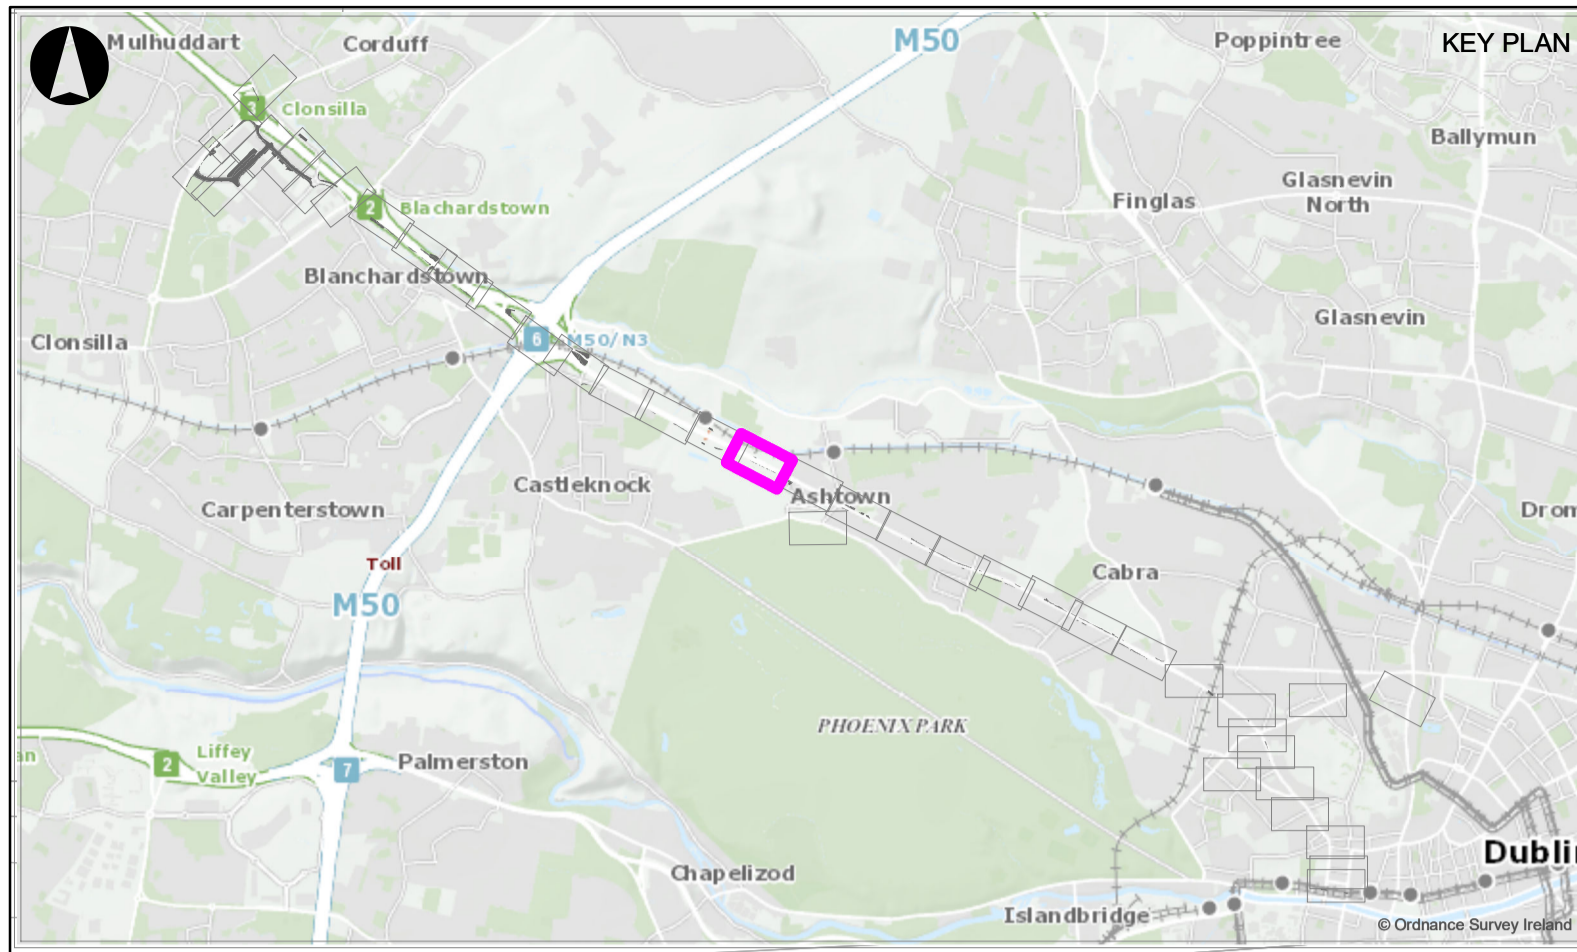 Mulhuddart
Corduff
M50
Poppintree
KEY PLAN
3
Clonsilla
Ballymun
Glasnevin
North
Finglas
2
Blachardstown
Blanchardstown
Glasnevin
Clonsilla
6
M50/N3
Castleknock
Ashtown
Carpenterstown
Drom
Toll
Cabra
M50
PHOENIX PARK
an
2
Liffey
Valley
7
Palmerston
Chapelizod
Dublin
Islandbridge
© Ordnance Survey Ireland